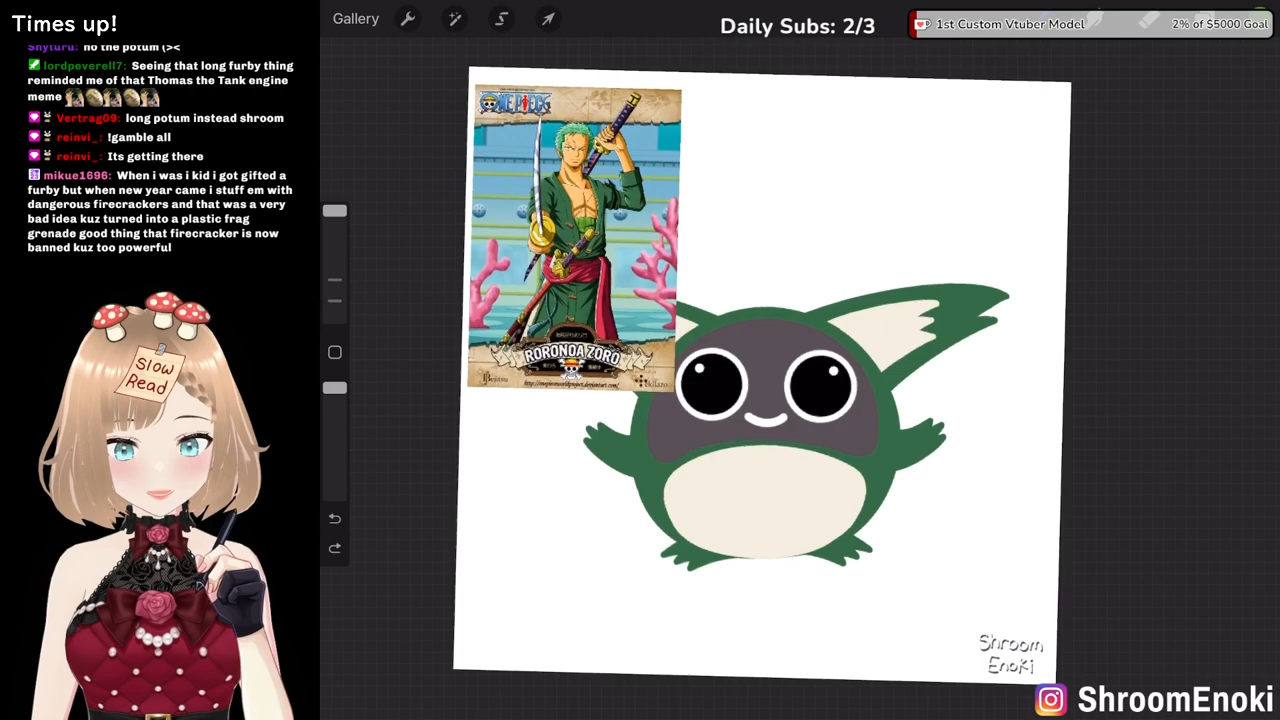 Times up!
Gallery
Daily Subs: 2/3
1st Custom Vtuber Model
2% of $5000 Goal
Shyturu: no the potum (><
lordpeverell7: Seeing that long furby thing
reminded me of that Thomas the Tank engine
meme
Vertrag09: long potum instead shroom
reinvi_: !gamble all
reinvi_: Its getting there
mikue1696: When i was i kid i got gifted a
furby but when new year came i stuff em with
dangerous firecrackers and that was a very
bad idea kuz turned into a plastic frag
grenade good thing that firecracker is now
banned kuz too powerful
Slow
Read
ONE PIECE
RORONOA ZORO
Shroom
Enoki
ShroomEnoki